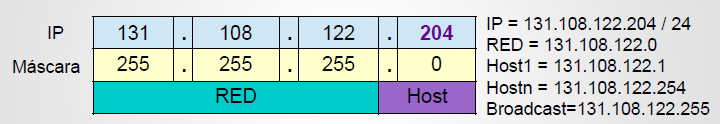 IP 131 . 108 . 122 . 204
Máscara 255 . 255 . 255 . 0
RED Host
IP = 131.108.122.204 / 24
RED = 131.108.122.0
Host1 = 131.108.122.1
Hostn = 131.108.122.254
Broadcast=131.108.122.255